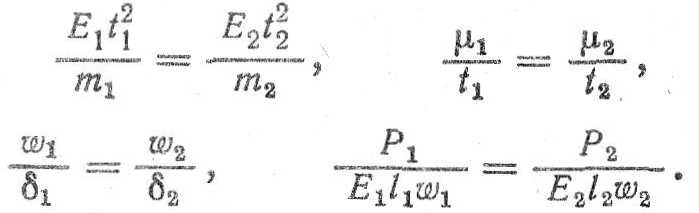 E₁t₁²/m₁ = E₂t₂²/m₂, μ₁/t₁ = μ₂/t₂,
w₁/δ₁ = w₂/δ₂, P₁/E₁l₁w₁ = P₂/E₂l₂w₂.